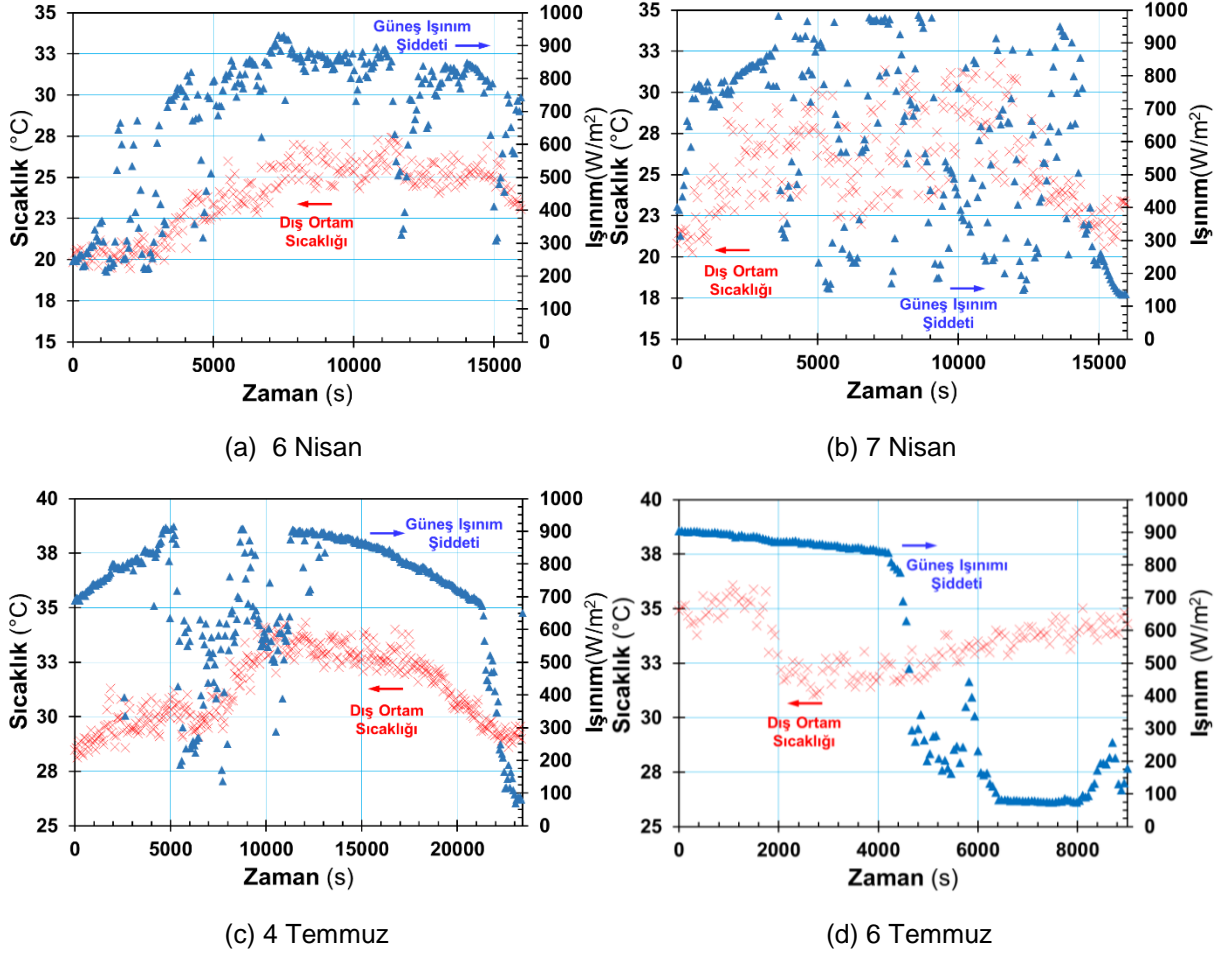 35
33
30
28
25
23
20
18
15
Sıcaklık (°C)
0
5000
10000
15000
Zaman (s)
1000
900
800
700
600
500
400
300
200
100
0
Işınım(W/m²)
Güneş Işınım
Şiddeti
Dış Ortam
Sıcaklığı
(a) 6 Nisan
35
33
30
28
25
23
20
18
15
Sıcaklık (°C)
0
5000
10000
15000
Zaman (s)
1000
900
800
700
600
500
400
300
200
100
0
Işınım(W/m²)
Dış Ortam
Sıcaklığı
Güneş Işınım
Şiddeti
(b) 7 Nisan
40
38
35
33
30
28
25
Sıcaklık (°C)
0
5000
10000
15000
20000
Zaman (s)
1000
900
800
700
600
500
400
300
200
100
0
Işınım(W/m²)
Güneş Işınım
Şiddeti
Dış Ortam
Sıcaklığı
(c) 4 Temmuz
40
38
35
33
30
28
25
Sıcaklık (°C)
0
2000
4000
6000
8000
Zaman (s)
1000
900
800
700
600
500
400
300
200
100
0
Işınım (W/m²)
Güneş Işınımı
Şiddeti
Dış Ortam
Sıcaklığı
(d) 6 Temmuz